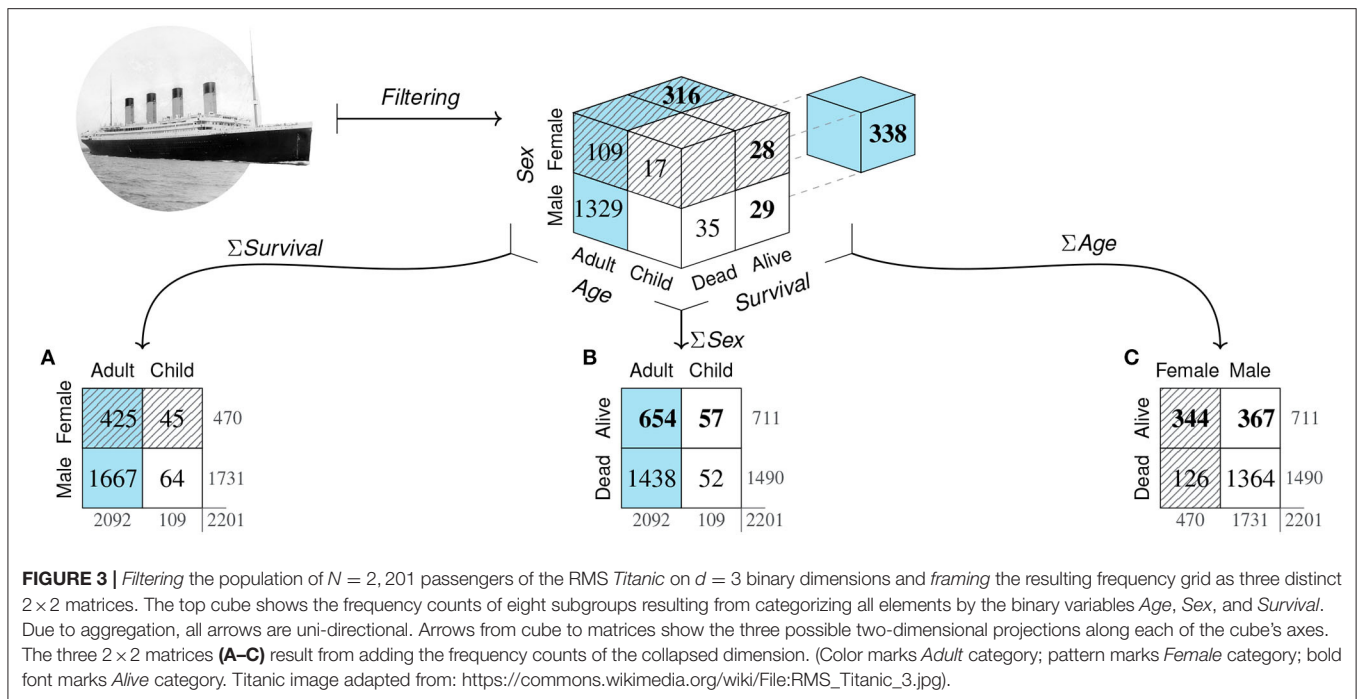 Filtering
316
Female
109
17
28
338
Sex
Male
1329
35
29
Adult
Child
Dead
Alive
Age
Survival
ΣSurvival
ΣAge
ΣSex
A
Adult Child
Female
425 45 470
Male
1667 64 1731
2092 109 2201
B
Adult Child
Alive
654 57 711
Dead
1438 52 1490
2092 109 2201
C
Female Male
Alive
344 367 711
Dead
126 1364 1490
470 1731 2201
FIGURE 3 | Filtering the population of N = 2, 201 passengers of the RMS Titanic on d = 3 binary dimensions and framing the resulting frequency grid as three distinct
2 × 2 matrices. The top cube shows the frequency counts of eight subgroups resulting from categorizing all elements by the binary variables Age, Sex, and Survival.
Due to aggregation, all arrows are uni-directional. Arrows from cube to matrices show the three possible two-dimensional projections along each of the cube's axes.
The three 2 × 2 matrices (A–C) result from adding the frequency counts of the collapsed dimension. (Color marks Adult category; pattern marks Female category; bold
font marks Alive category. Titanic image adapted from: https://commons.wikimedia.org/wiki/File:RMS_Titanic_3.jpg).